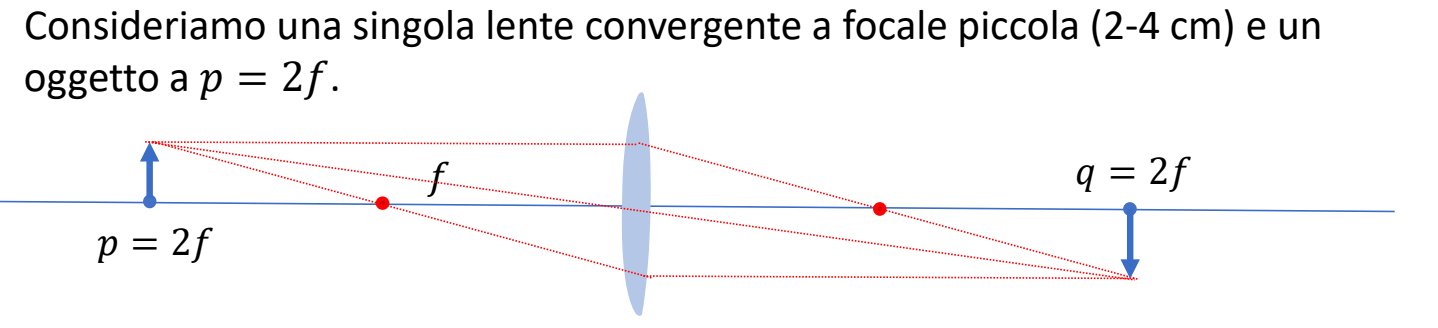 Consideriamo una singola lente convergente a focale piccola (2-4 cm) e un
oggetto a p = 2f.
f
q = 2f
p = 2f